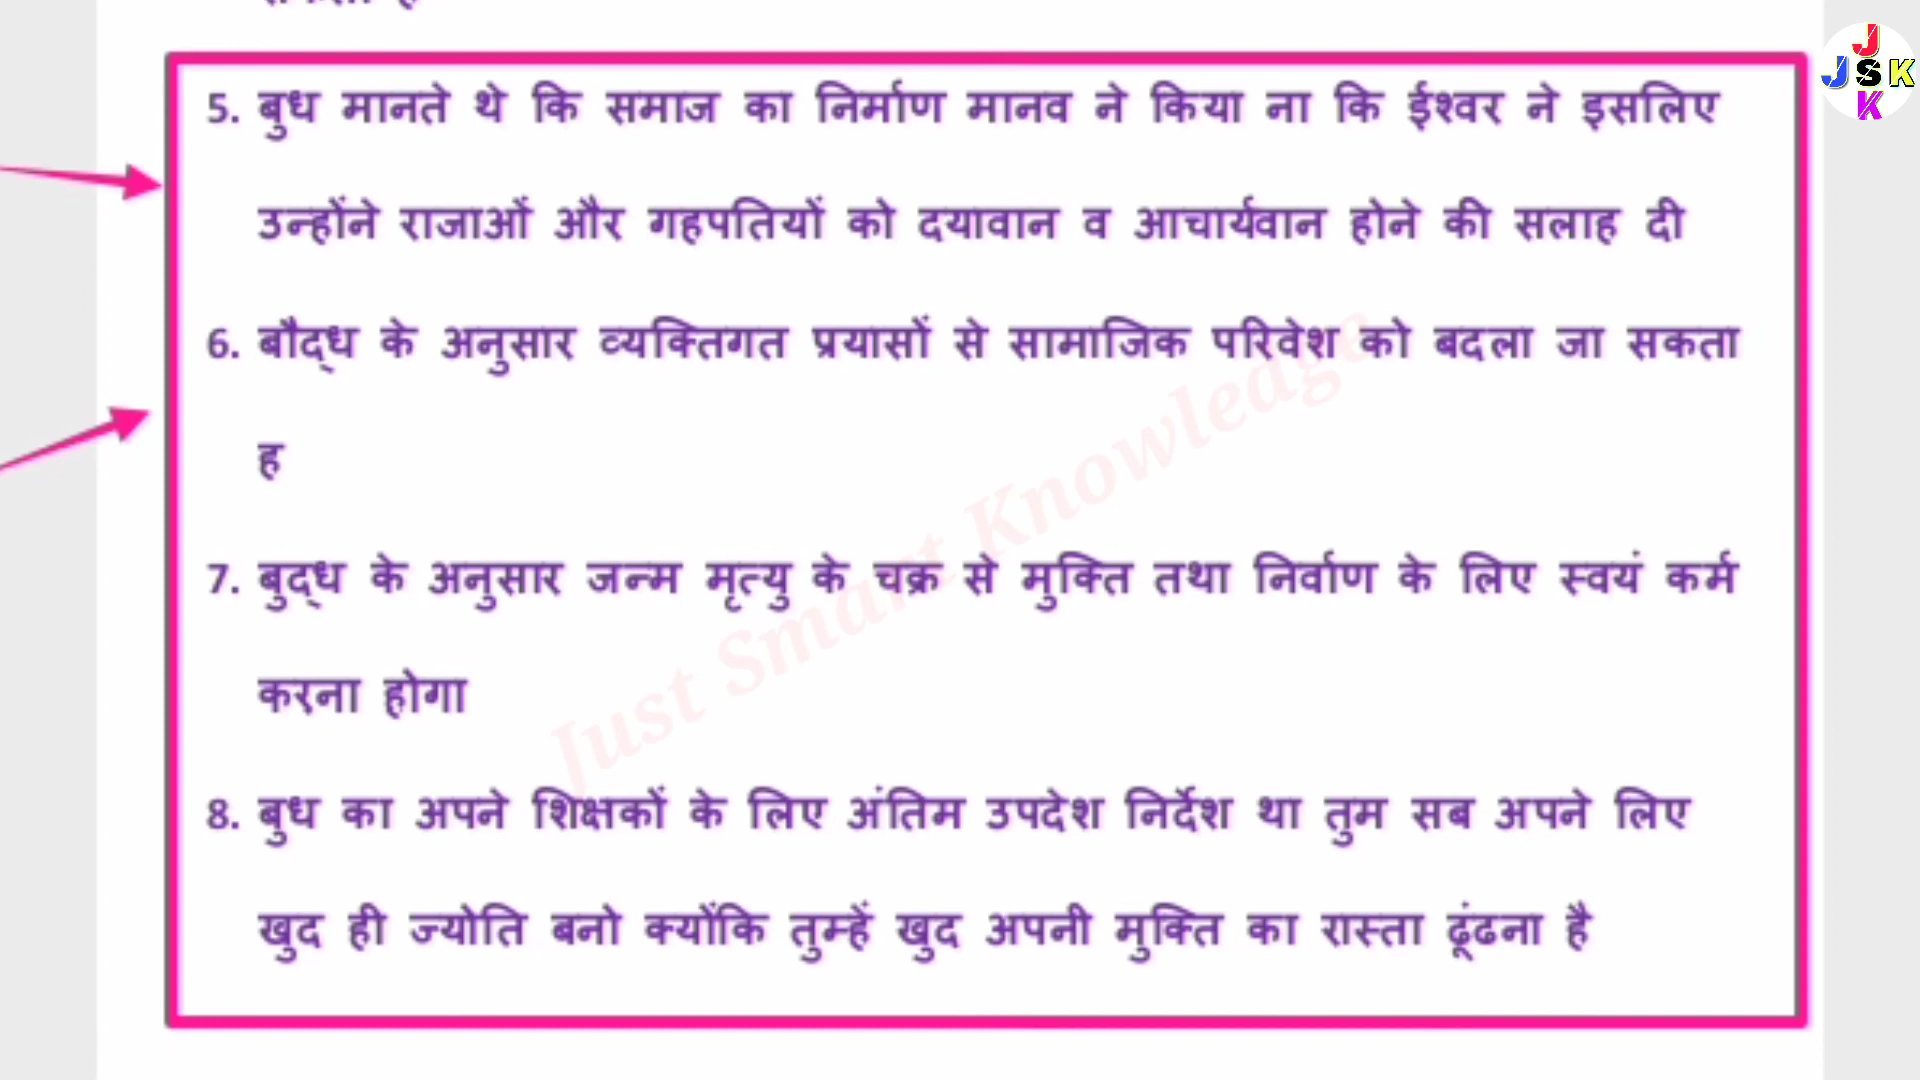 5. बुध मानते थे कि समाज का निर्माण मानव ने किया ना कि ईश्वर ने इसलिए
उन्होंने राजाओं और गहपतियों को दयावान व आचार्यवान होने की सलाह दी
6. बौद्ध के अनुसार व्यक्तिगत प्रयासों से सामाजिक परिवेश को बदला जा सकता
ह
7. बुद्ध के अनुसार जन्म मृत्यु के चक्र से मुक्ति तथा निर्वाण के लिए स्वयं कर्म
करना होगा
8. बुध का अपने शिक्षकों के लिए अंतिम उपदेश निर्देश था तुम सब अपने लिए
खुद ही ज्योति बनो क्योंकि तुम्हें खुद अपनी मुक्ति का रास्ता ढूंढना है
Just Smart Knowledge
J
J S K
K